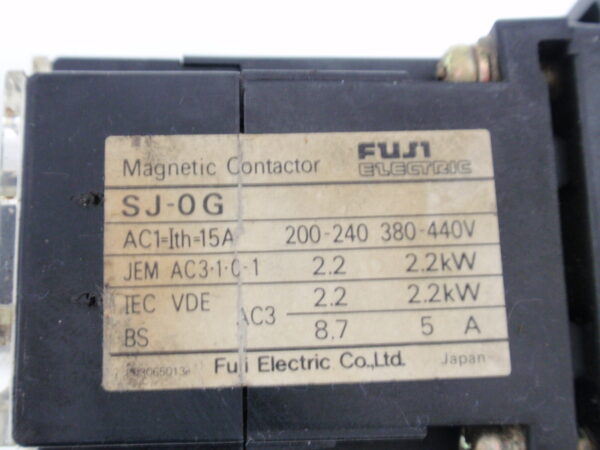 Magnetic Contactor FUJI ELECTRIC
SJ-0G
AC1=Ith=15A 200-240 380-440V
JEM AC3·1·0-1 2.2 2.2kW
IEC VDE AC3 2.2 2.2kW
BS 8.7 5 A
Fuji Electric Co.,Ltd. Japan